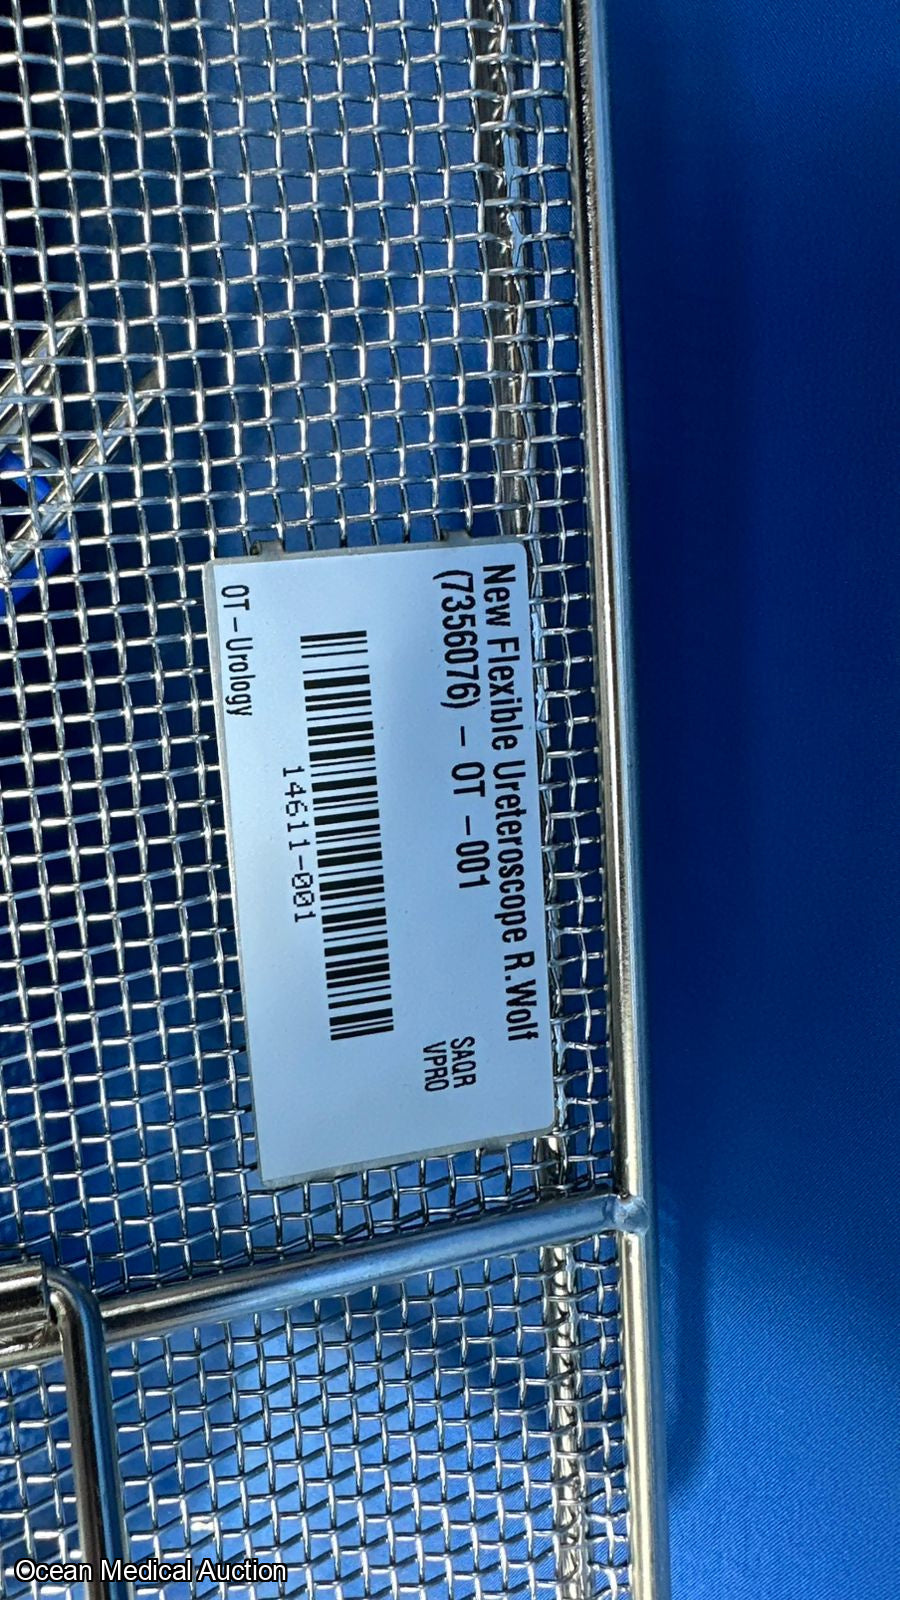 New Flexible Ureteroscope R.Wolf
(7356076) - OT -001
SAQR
VPRO
14611-001
OT-Urology
Ocean Medical Auction